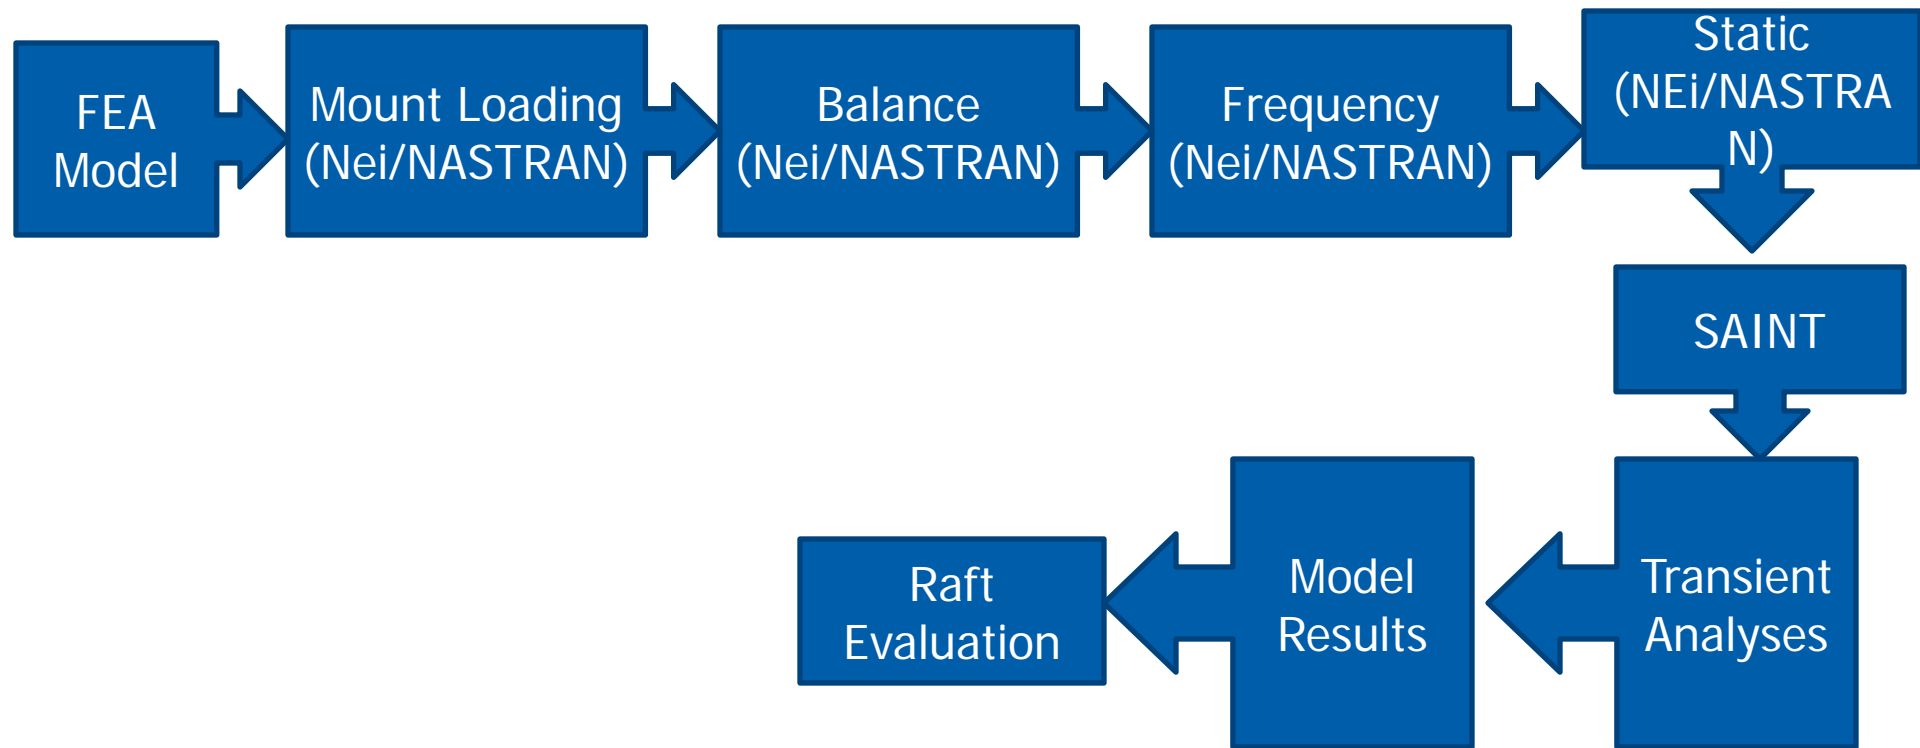 FEA
Model
Mount Loading
(Nei/NASTRAN)
Balance
(Nei/NASTRAN)
Frequency
(Nei/NASTRAN)
Static
(NEi/NASTRA
N)
SAINT
Transient
Analyses
Model
Results
Raft
Evaluation